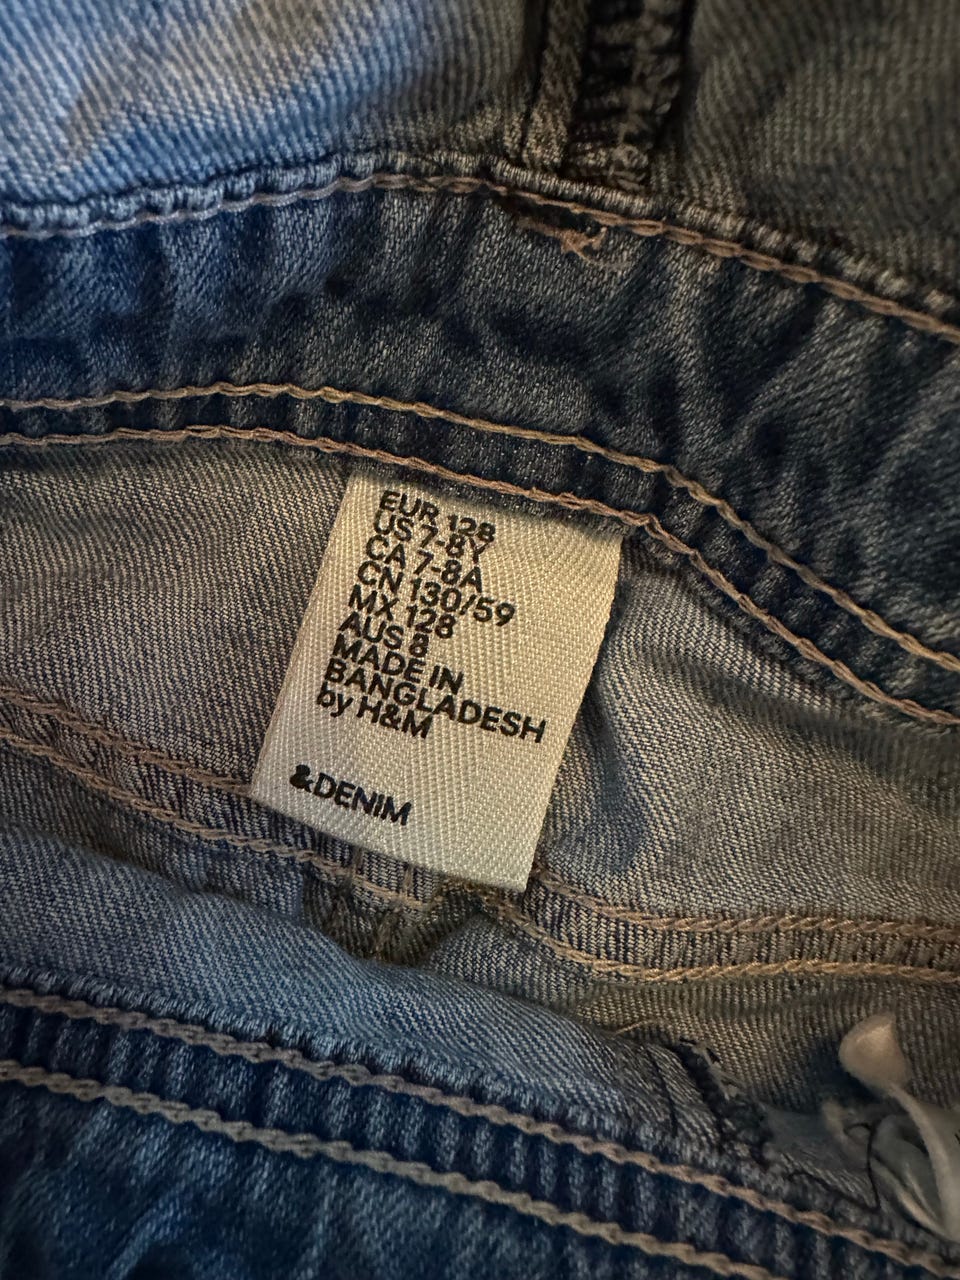 EUR 128
US 7-8Y
CA 7-8A
CN 130/59
MX 128
AUS 8
MADE IN
BANGLADESH
by H&M
&DENIM